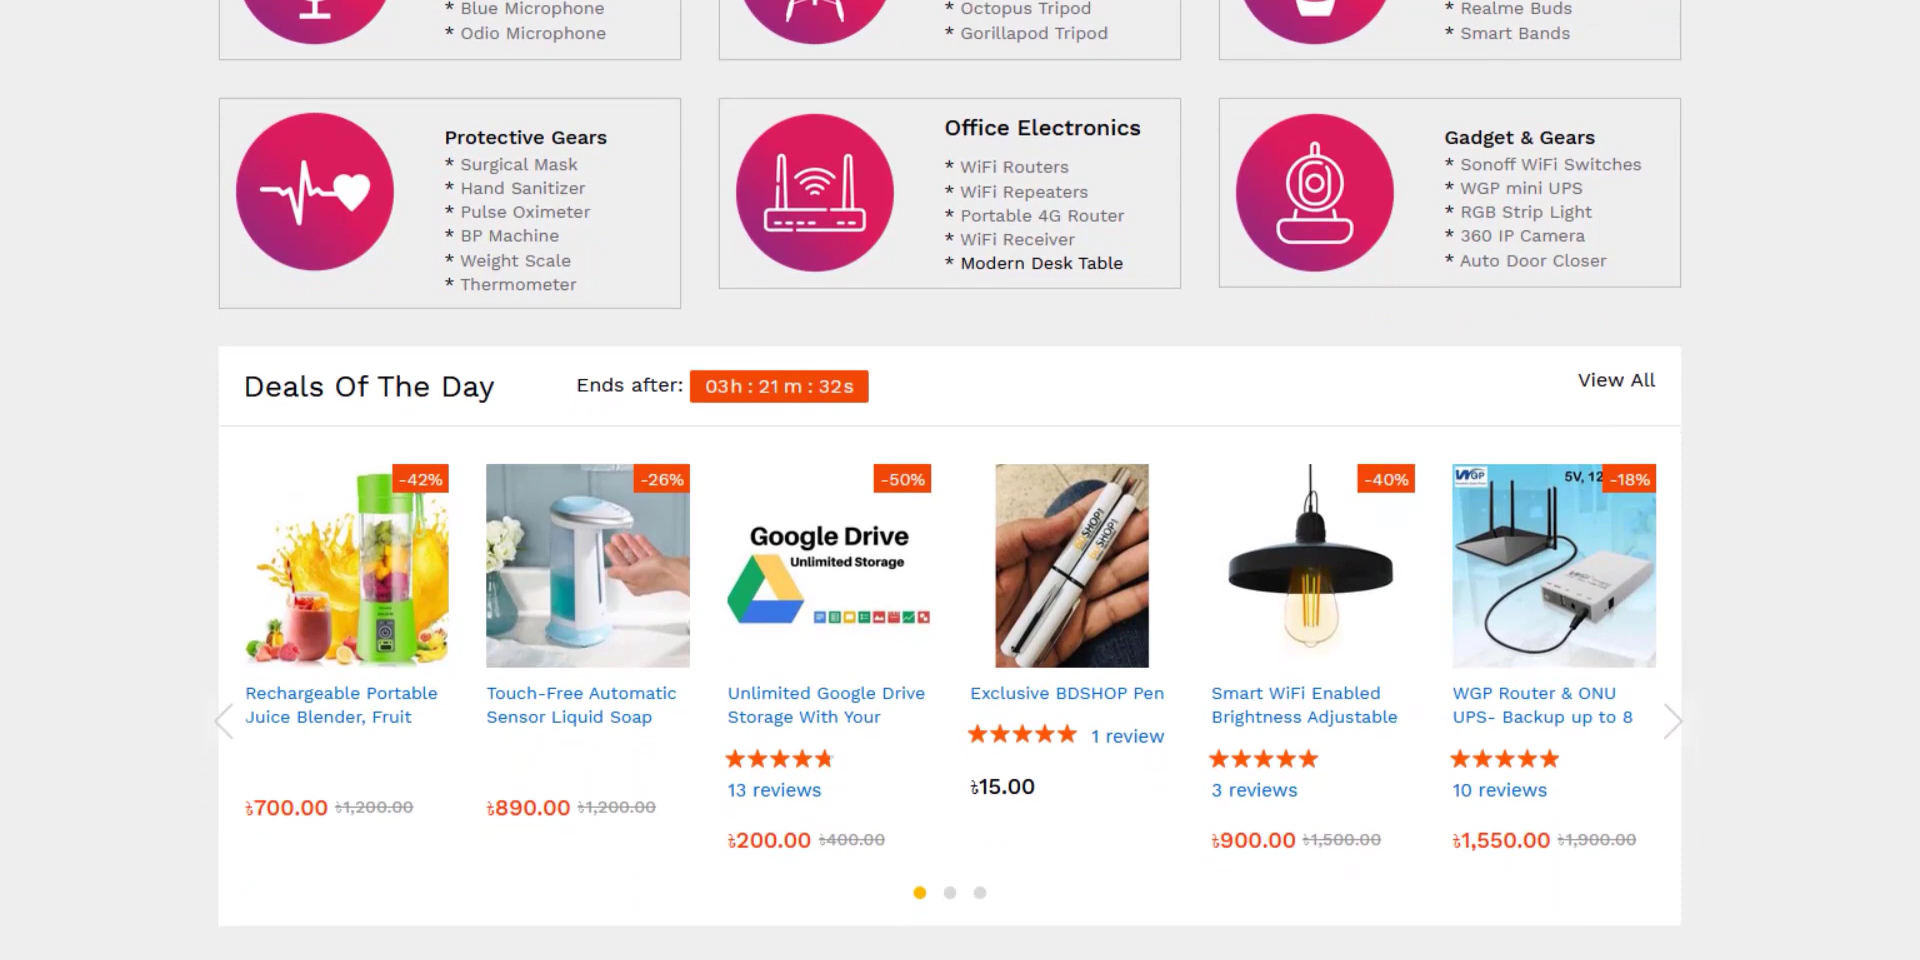 * Blue Microphone
* Odio Microphone
* Octopus Tripod
* Gorillapod Tripod
* Realme Buds
* Smart Bands
Protective Gears
* Surgical Mask
* Hand Sanitizer
* Pulse Oximeter
* BP Machine
* Weight Scale
* Thermometer
Office Electronics
* WiFi Routers
* WiFi Repeaters
* Portable 4G Router
* WiFi Receiver
* Modern Desk Table
Gadget & Gears
* Sonoff WiFi Switches
* WGP mini UPS
* RGB Strip Light
* 360 IP Camera
* Auto Door Closer
Deals Of The Day
Ends after: 03h : 21 m : 32s
View All
-42%
Rechargeable Portable
Juice Blender, Fruit
৳700.00 ৳1,200.00
-26%
Touch-Free Automatic
Sensor Liquid Soap
৳890.00 ৳1,200.00
-50%
Google Drive
Unlimited Storage
Unlimited Google Drive
Storage With Your
13 reviews
৳200.00 ৳400.00
BDSHOP!
BDSHOP!
Exclusive BDSHOP Pen
1 review
৳15.00
-40%
Smart WiFi Enabled
Brightness Adjustable
3 reviews
৳900.00 ৳1,500.00
WGP
5V, 12
-18%
WGP Router & ONU
UPS- Backup up to 8
10 reviews
৳1,550.00 ৳1,900.00